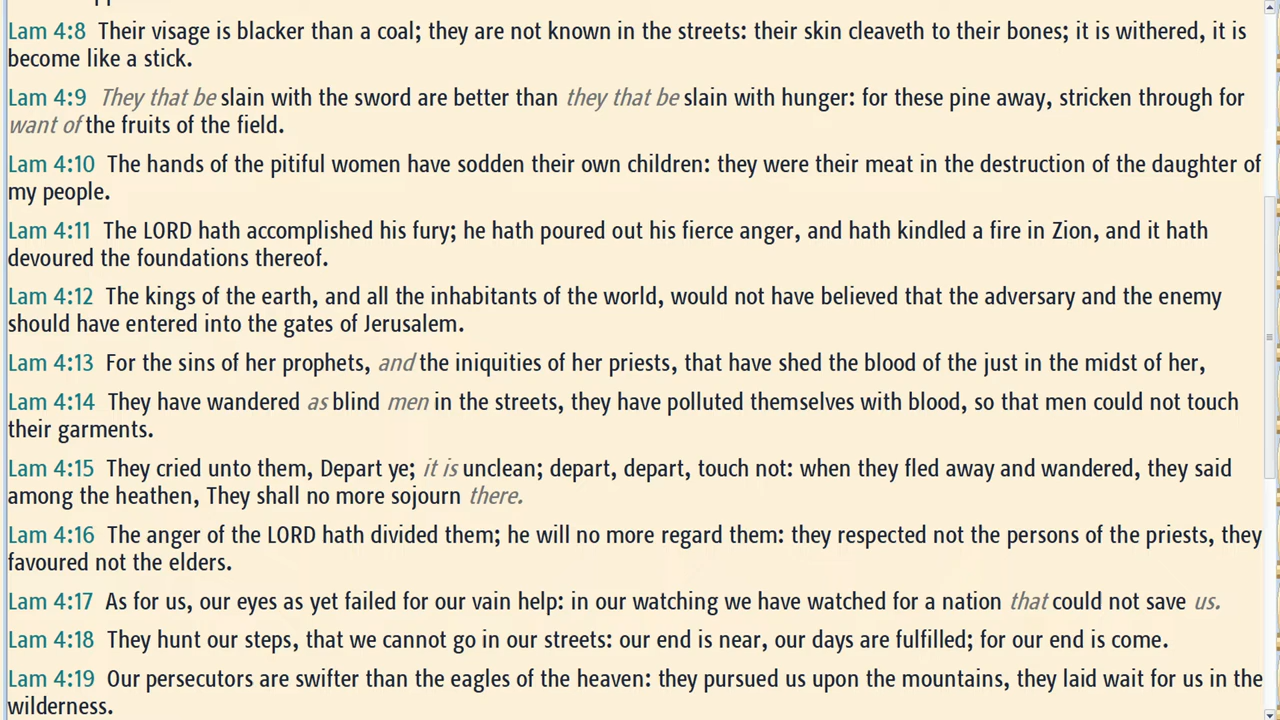 Lam 4:8 Their visage is blacker than a coal; they are not known in the streets: their skin cleaveth to their bones; it is withered, it is
become like a stick.
Lam 4:9 They that be slain with the sword are better than they that be slain with hunger: for these pine away, stricken through for
want of the fruits of the field.
Lam 4:10 The hands of the pitiful women have sodden their own children: they were their meat in the destruction of the daughter of
my people.
Lam 4:11 The LORD hath accomplished his fury; he hath poured out his fierce anger, and hath kindled a fire in Zion, and it hath
devoured the foundations thereof.
Lam 4:12 The kings of the earth, and all the inhabitants of the world, would not have believed that the adversary and the enemy
should have entered into the gates of Jerusalem.
Lam 4:13 For the sins of her prophets, and the iniquities of her priests, that have shed the blood of the just in the midst of her,
Lam 4:14 They have wandered as blind men in the streets, they have polluted themselves with blood, so that men could not touch
their garments.
Lam 4:15 They cried unto them, Depart ye; it is unclean; depart, depart, touch not: when they fled away and wandered, they said
among the heathen, They shall no more sojourn there.
Lam 4:16 The anger of the LORD hath divided them; he will no more regard them: they respected not the persons of the priests, they
favoured not the elders.
Lam 4:17 As for us, our eyes as yet failed for our vain help: in our watching we have watched for a nation that could not save us.
Lam 4:18 They hunt our steps, that we cannot go in our streets: our end is near, our days are fulfilled; for our end is come.
Lam 4:19 Our persecutors are swifter than the eagles of the heaven: they pursued us upon the mountains, they laid wait for us in the
wilderness.